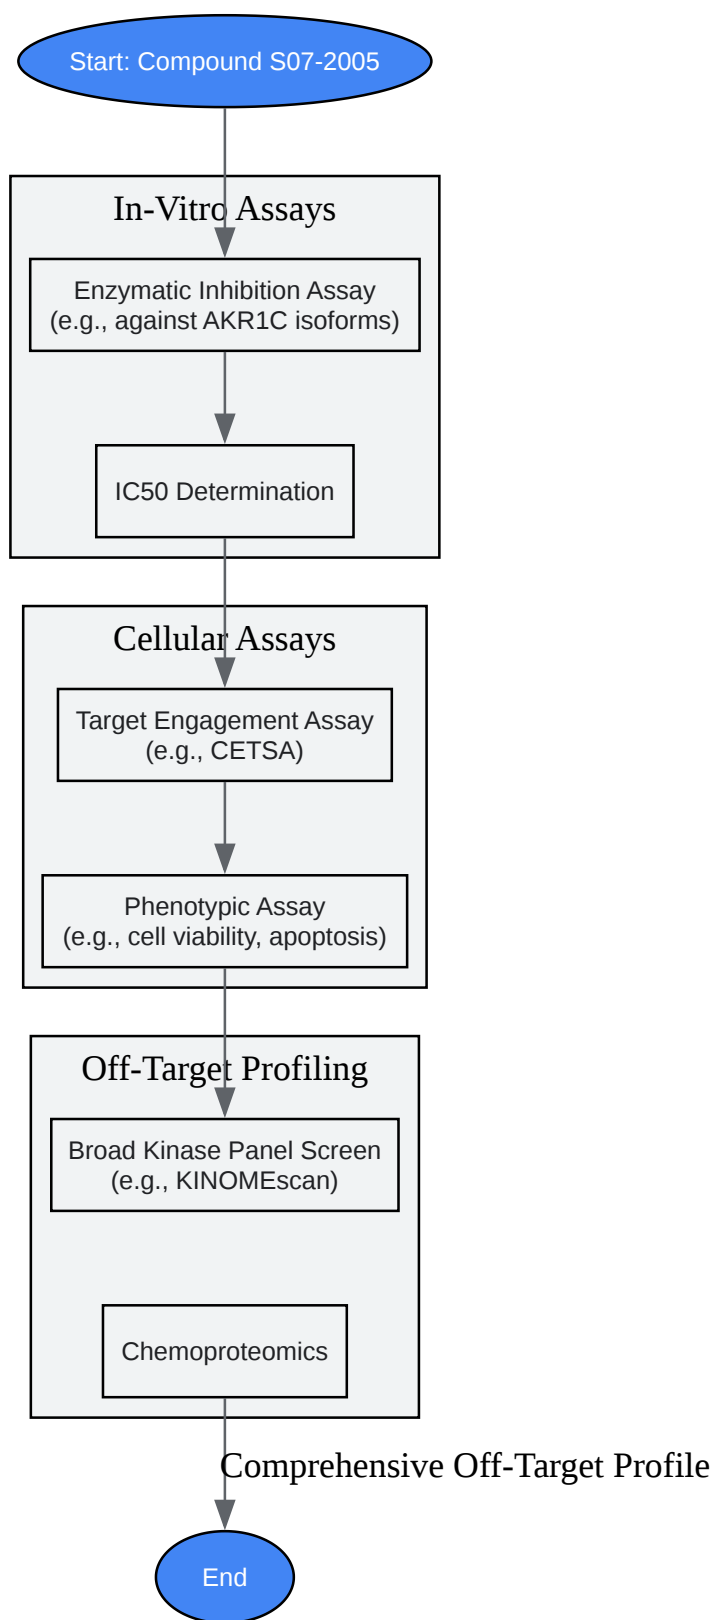 Start: Compound S07-2005
In-Vitro Assays
Enzymatic Inhibition Assay
(e.g., against AKR1C isoforms)
IC50 Determination
Cellular Assays
Target Engagement Assay
(e.g., CETSA)
Phenotypic Assay
(e.g., cell viability, apoptosis)
Off-Target Profiling
Broad Kinase Panel Screen
(e.g., KINOMEscan)
Chemoproteomics
Comprehensive Off-Target Profile
End